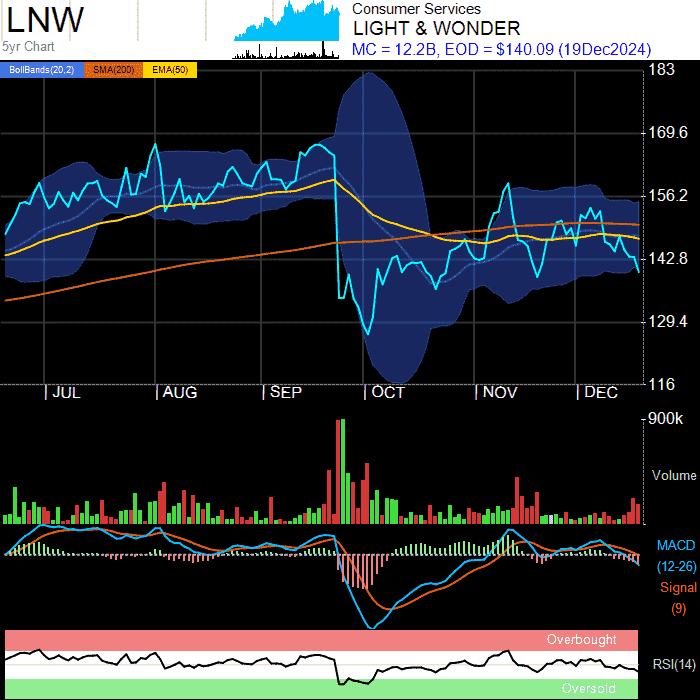 LNW
5yr Chart
Consumer Services
LIGHT & WONDER
MC = 12.2B, EOD = $140.09 (19Dec2024)
BollBands(20,2) SMA(200) EMA(50)
183
169.6
156.2
142.8
129.4
116
| JUL | AUG | SEP | OCT | NOV | DEC
900k
Volume
MACD
(12-26)
Signal
(9)
Overbought
RSI(14)
Oversold